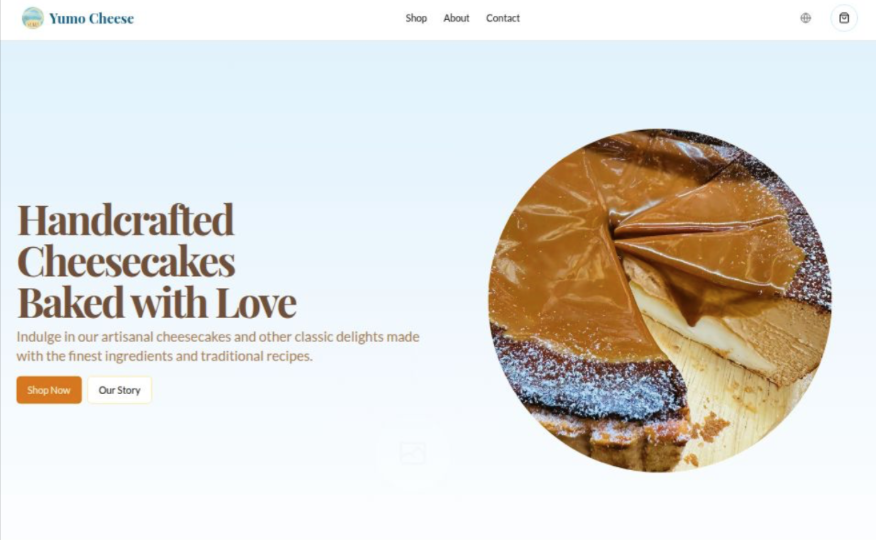 Yumo Cheese
Shop About Contact
Handcrafted
Cheesecakes
Baked with Love
Indulge in our artisanal cheesecakes and other classic delights made
with the finest ingredients and traditional recipes.
Shop Now Our Story